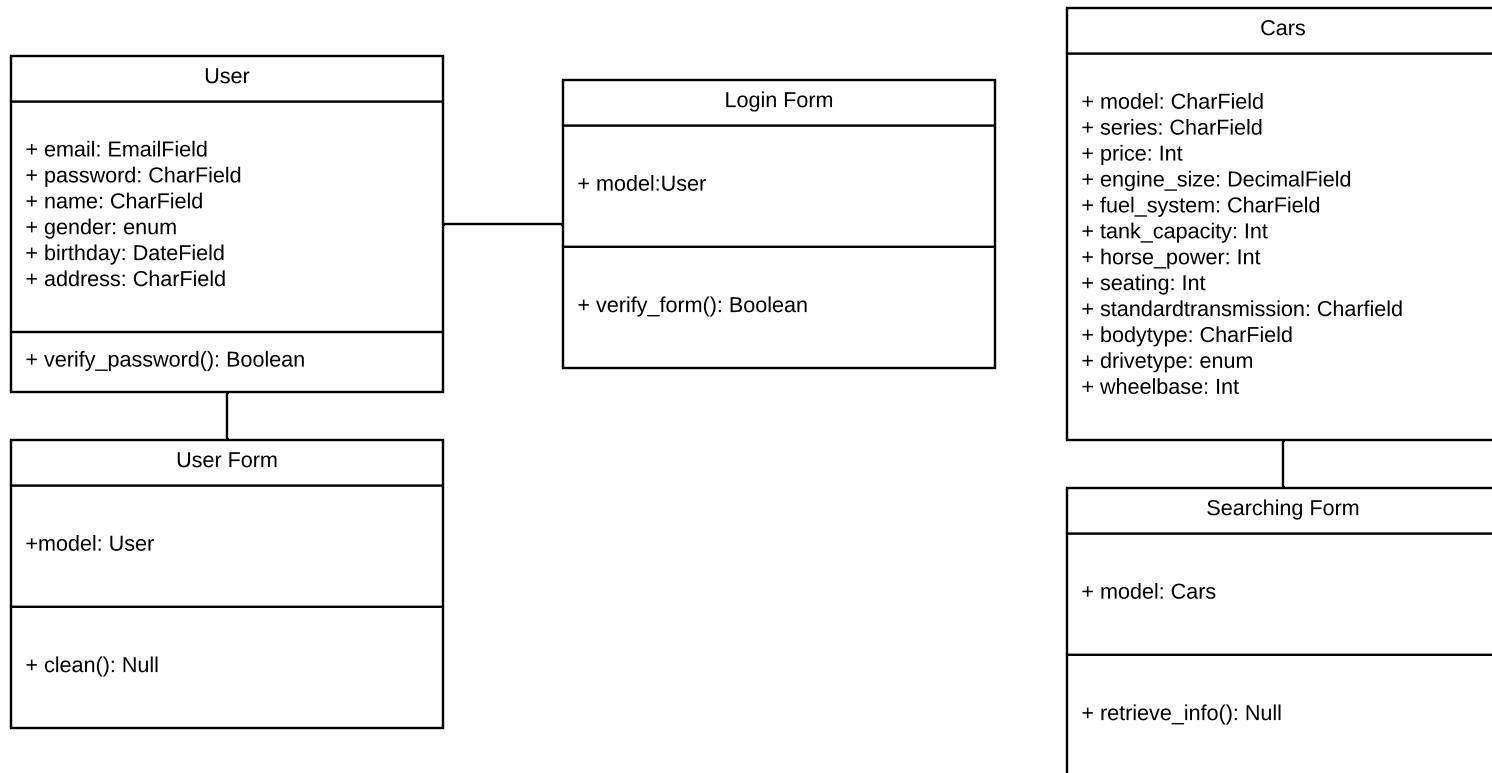 User
+ email: EmailField
+ password: CharField
+ name: CharField
+ gender: enum
+ birthday: DateField
+ address: CharField
+ verify_password(): Boolean
Login Form
+ model:User
+ verify_form(): Boolean
User Form
+model: User
+ clean(): Null
Cars
+ model: CharField
+ series: CharField
+ price: Int
+ engine_size: DecimalField
+ fuel_system: CharField
+ tank_capacity: Int
+ horse_power: Int
+ seating: Int
+ standardtransmission: Charfield
+ bodytype: CharField
+ drivetype: enum
+ wheelbase: Int
Searching Form
+ model: Cars
+ retrieve_info(): Null